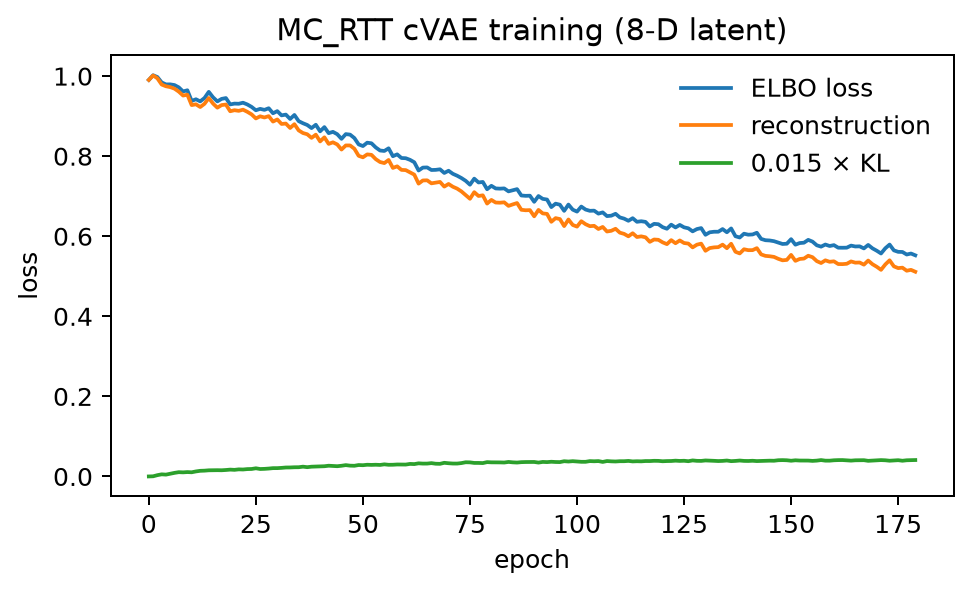 MC_RTT cVAE training (8-D latent)
ELBO loss
reconstruction
0.015 × KL
loss
1.0
0.8
0.6
0.4
0.2
0.0
0 25 50 75 100 125 150 175
epoch